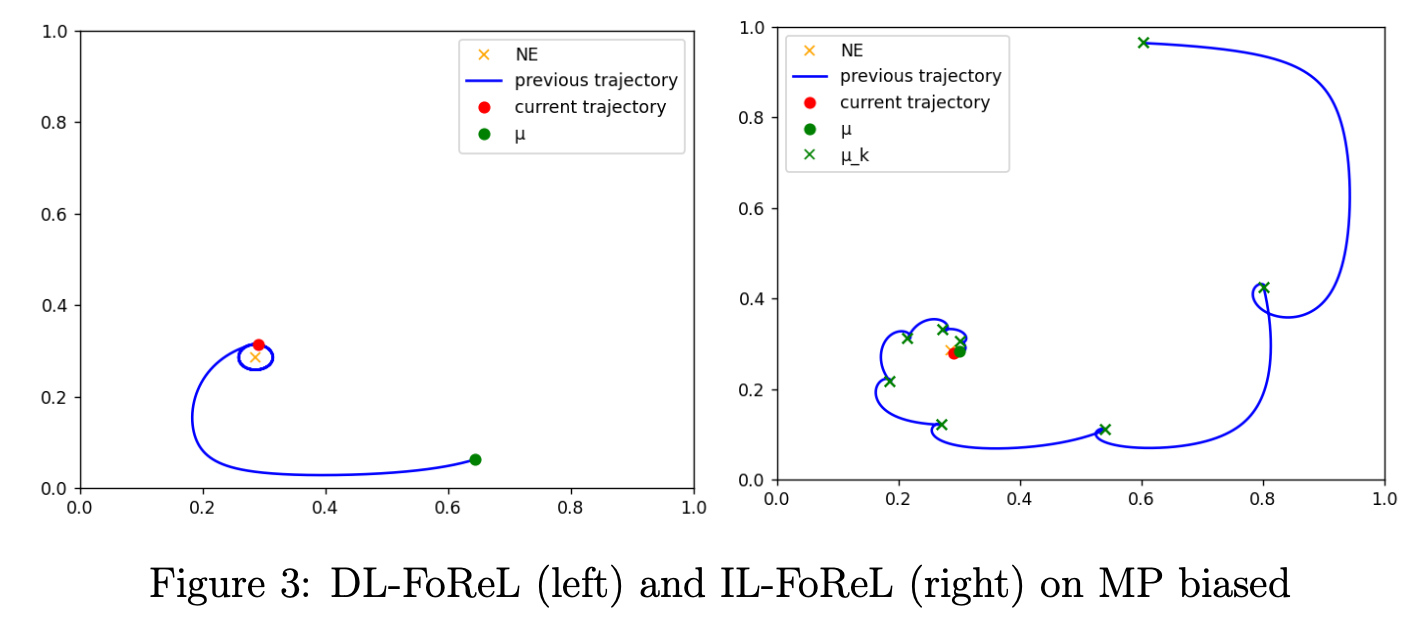 1.0
0.8
0.6
0.4
0.2
0.0
0.0 0.2 0.4 0.6 0.8 1.0
NE
previous trajectory
current trajectory
μ
1.0
0.8
0.6
0.4
0.2
0.0
0.0 0.2 0.4 0.6 0.8 1.0
NE
previous trajectory
current trajectory
μ
μ_k
Figure 3: DL-FoReL (left) and IL-FoReL (right) on MP biased